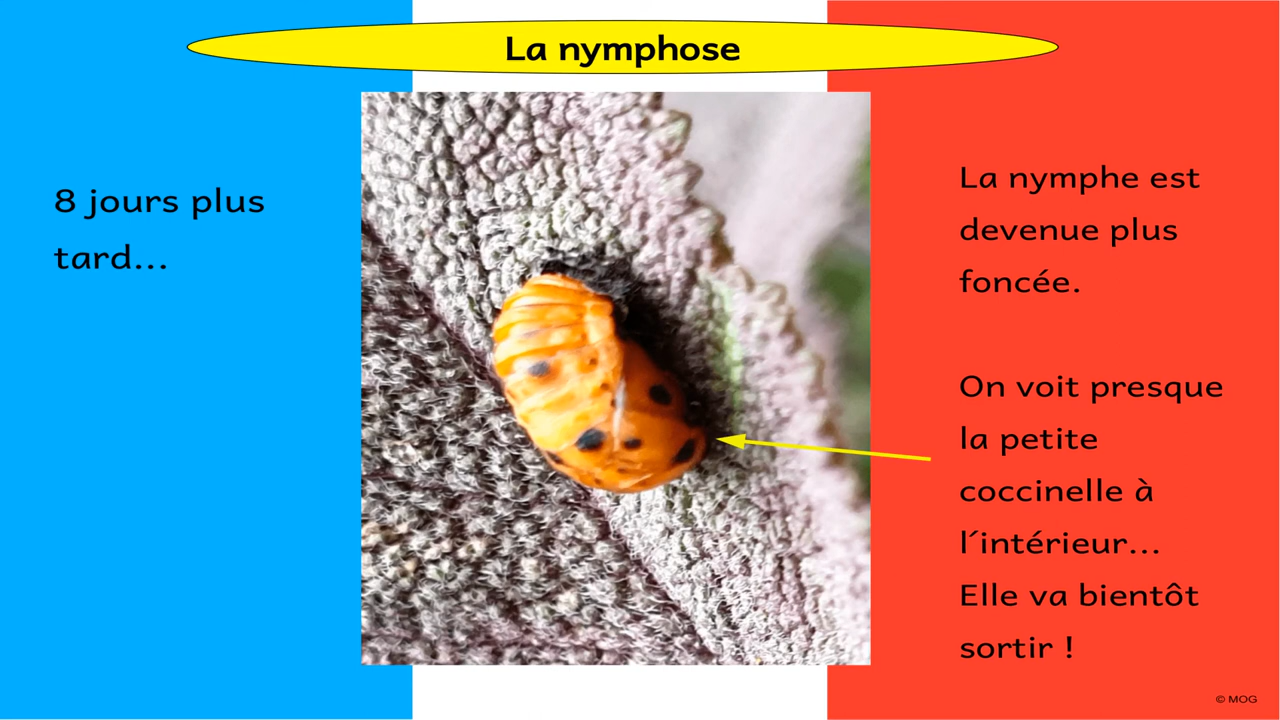 La nymphose
8 jours plus
tard...
La nymphe est
devenue plus
foncée.
On voit presque
la petite
coccinelle à
l´intérieur...
Elle va bientôt
sortir !
© MOG